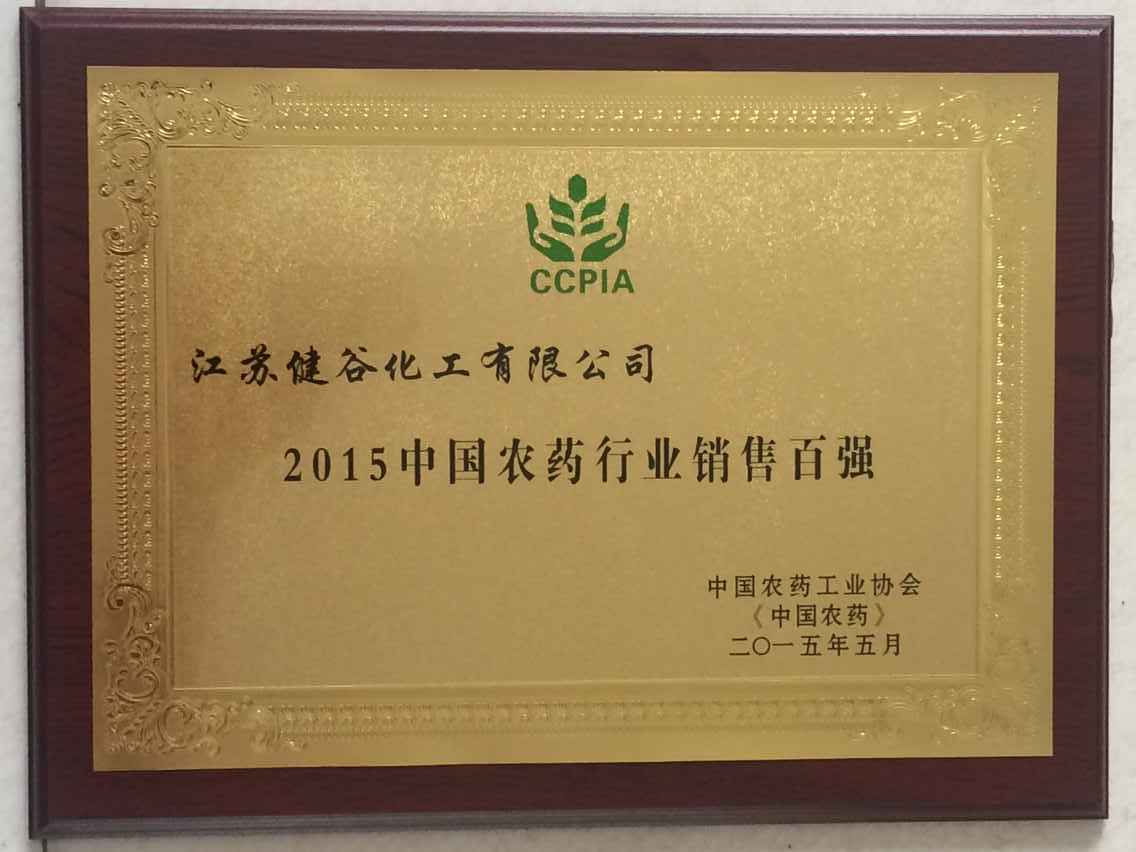 CCPIA
江苏健谷化工有限公司
2015中国农药行业销售百强
中国农药工业协会
《中国农药》
二〇一五年五月